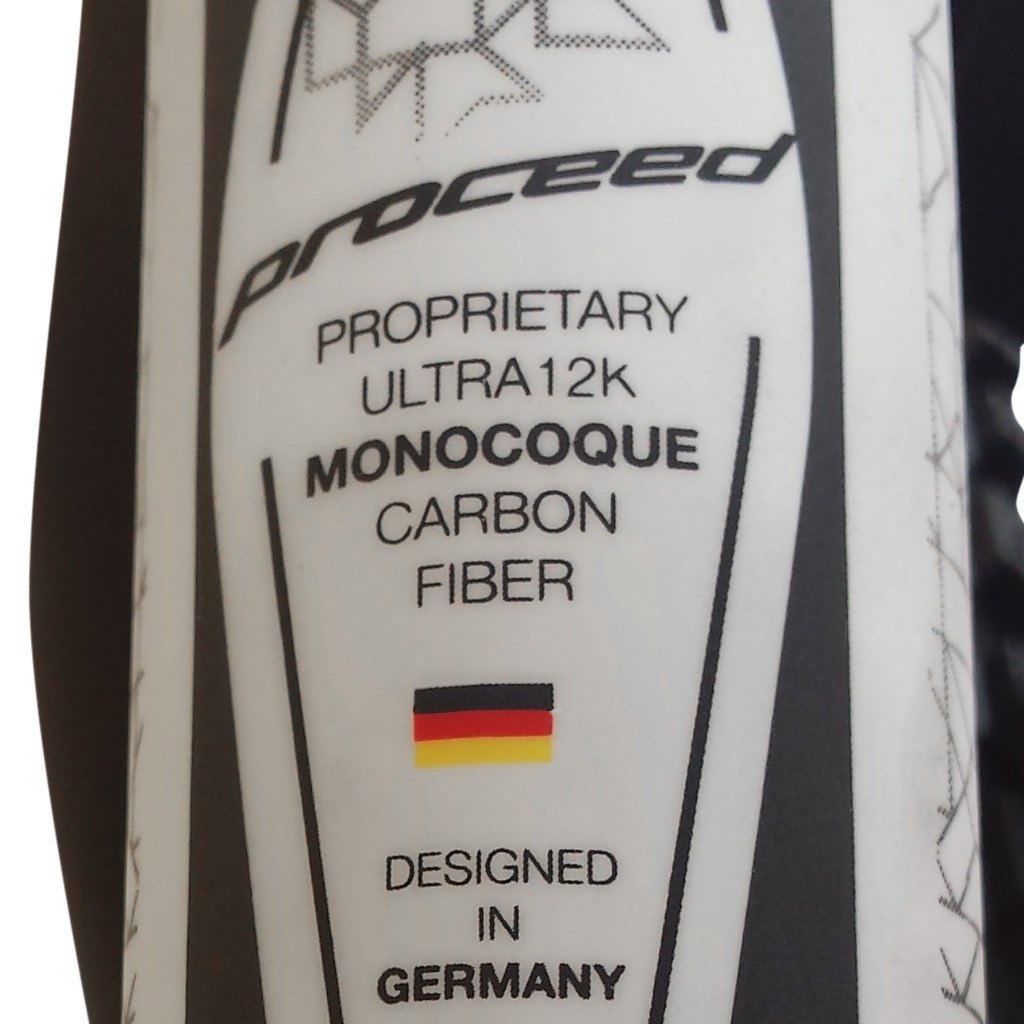 proceed
PROPRIETARY
ULTRA12K
MONOCOQUE
CARBON
FIBER
DESIGNED
IN
GERMANY